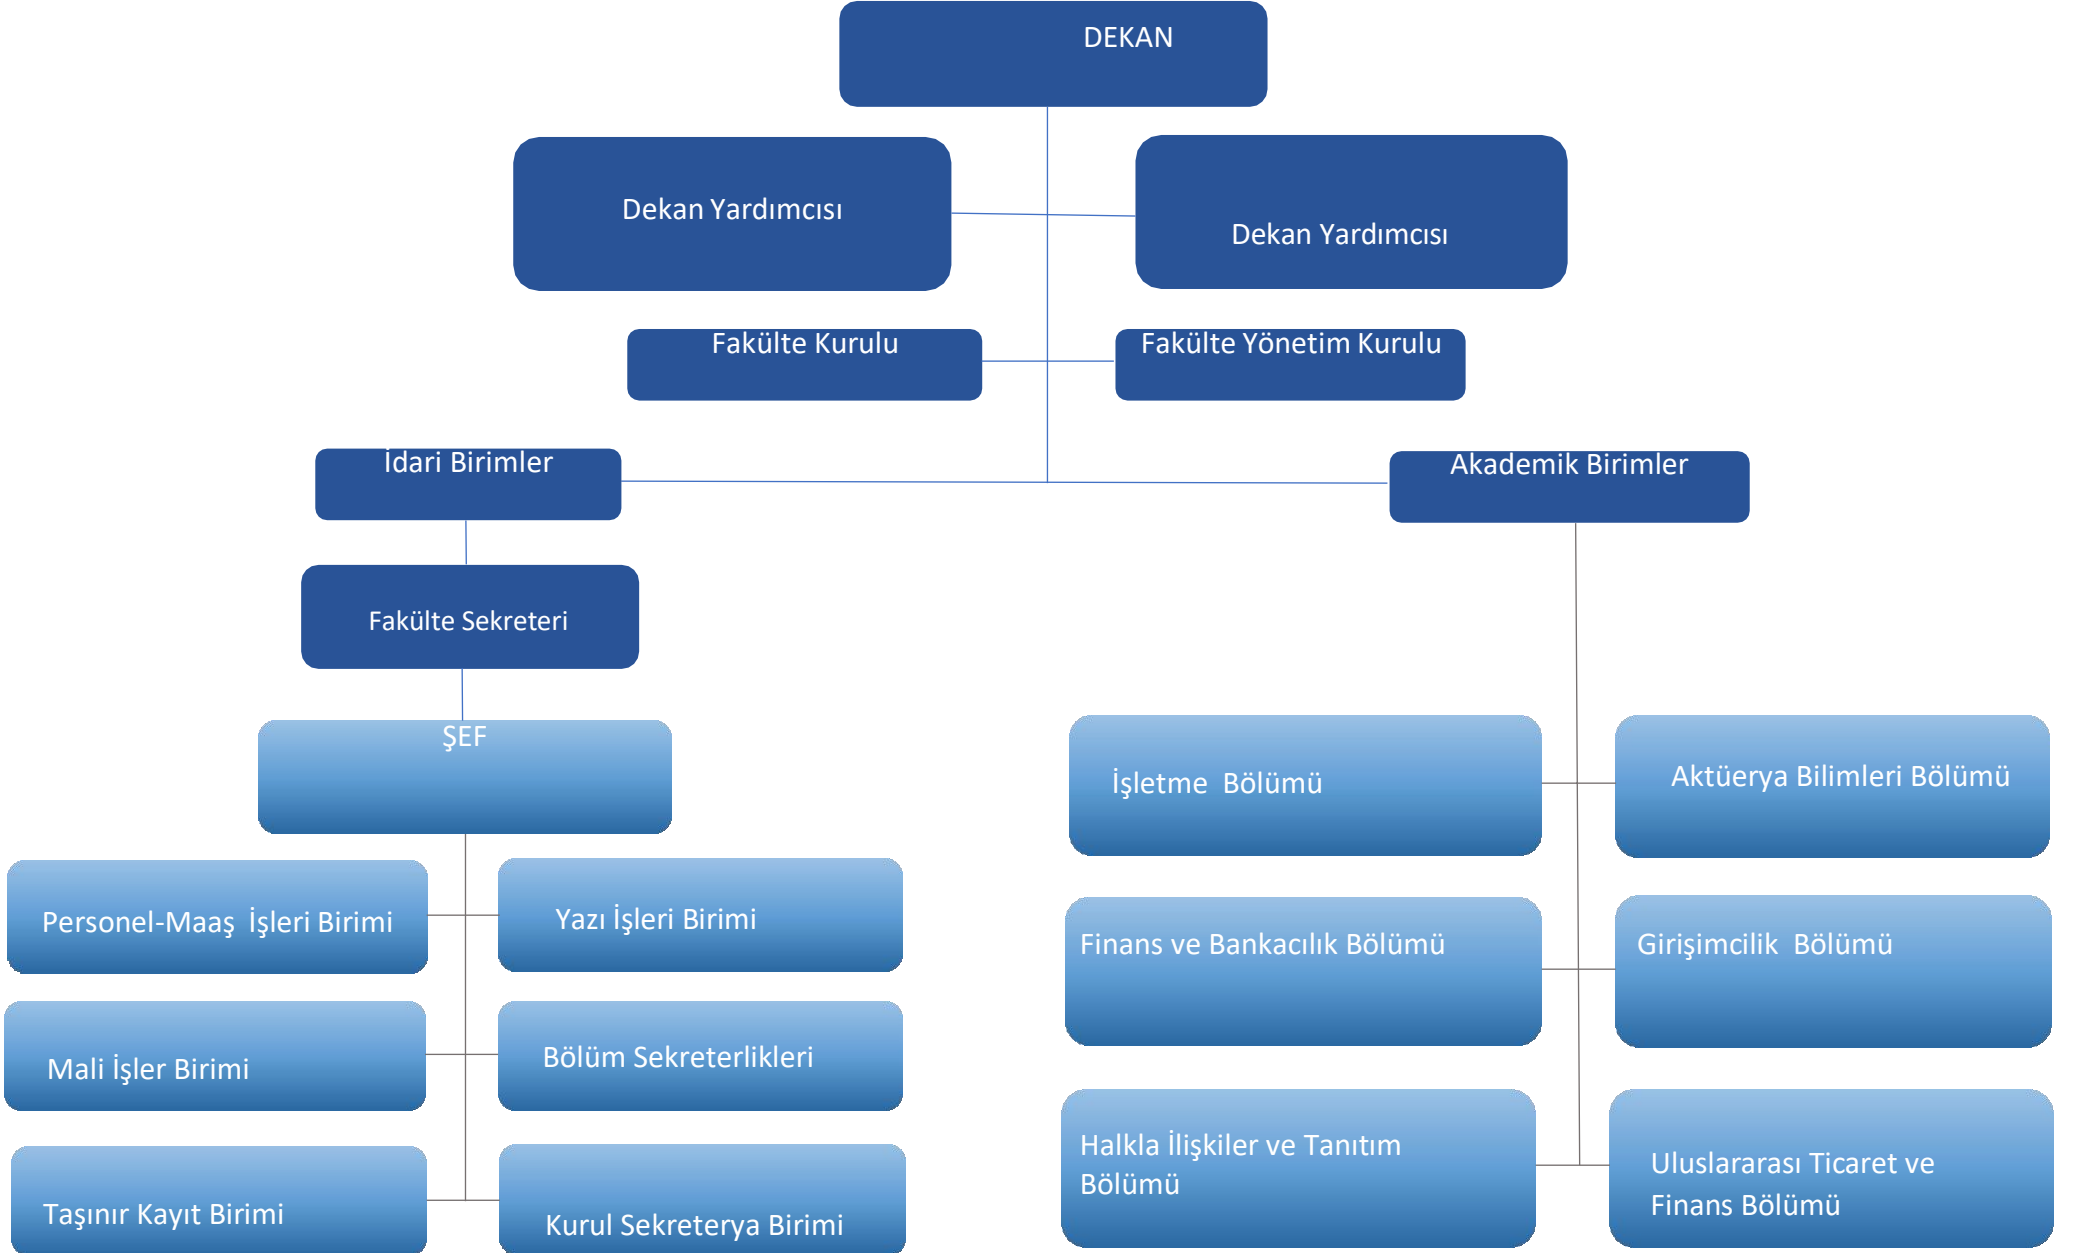 DEKAN
Dekan Yardımcısı
Dekan Yardımcısı
Fakülte Kurulu
Fakülte Yönetim Kurulu
İdari Birimler
Akademik Birimler
Fakülte Sekreteri
ŞEF
İşletme  Bölümü
Aktüerya Bilimleri Bölümü
Personel-Maaş  İşleri Birimi
Yazı İşleri Birimi
Finans ve Bankacılık Bölümü
Girişimcilik  Bölümü
Mali İşler Birimi
Bölüm Sekreterlikleri
Halkla İlişkiler ve Tanıtım
Bölümü
Uluslararası Ticaret ve
Finans Bölümü
Taşınır Kayıt Birimi
Kurul Sekreterya Birimi